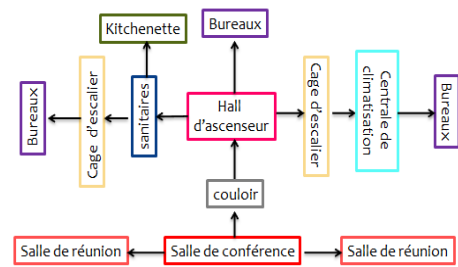 Kitchenette
Bureaux
Bureaux
Cage d'escalier
sanitaires
Hall
d'ascenseur
Cage d'escalier
Centrale de
climatisation
Bureaux
couloir
Salle de réunion
Salle de conférence
Salle de réunion